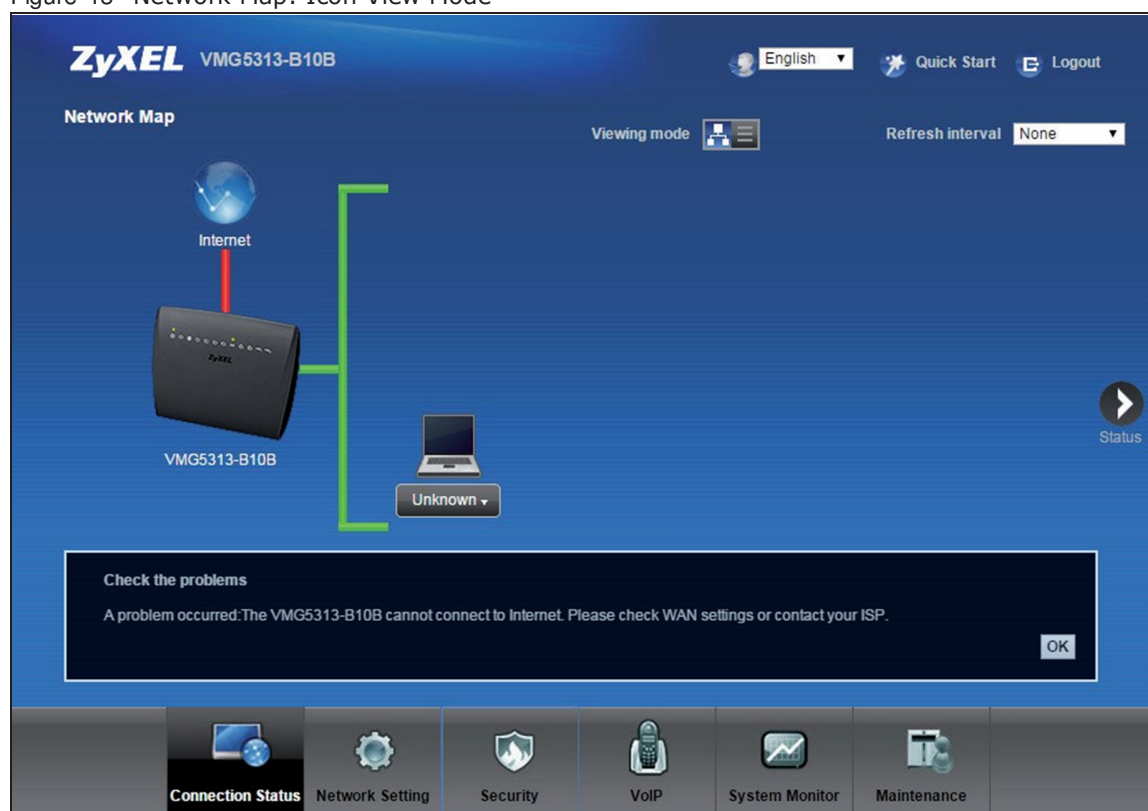 Figure 18 Network Map: Icon View Mode
ZyXEL VMG5313-B10B
English
Quick Start
Logout
Network Map
Viewing mode
Refresh interval
None
Internet
ZyXEL
VMG5313-B10B
Unknown
Status
Check the problems
A problem occurred:The VMG5313-B10B cannot connect to Internet. Please check WAN settings or contact your ISP.
OK
Connection Status
Network Setting
Security
VoIP
System Monitor
Maintenance